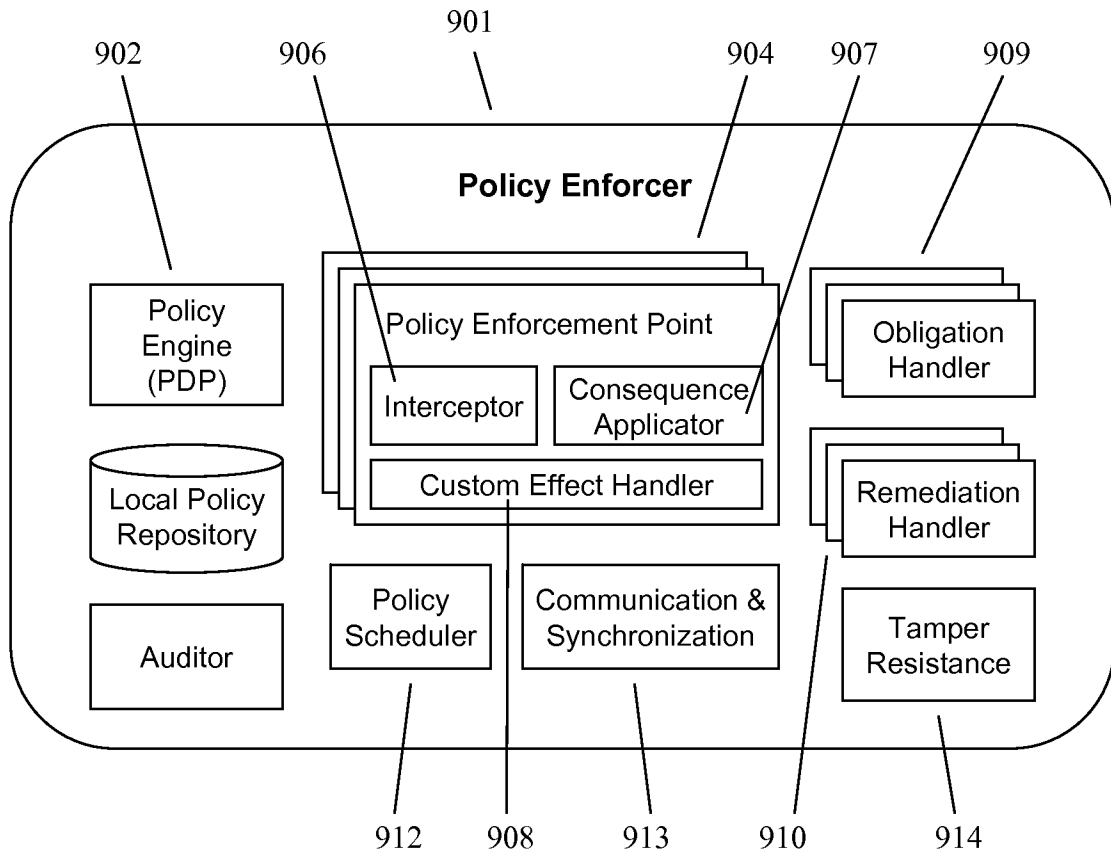 901
902
906
904
907
909
Policy Enforcer
Policy
Engine
(PDP)
Policy Enforcement Point
Interceptor
Consequence
Applicator
Custom Effect Handler
Obligation
Handler
Local Policy
Repository
Remediation
Handler
Auditor
Policy
Scheduler
Communication &
Synchronization
Tamper
Resistance
912
908
913
910
914